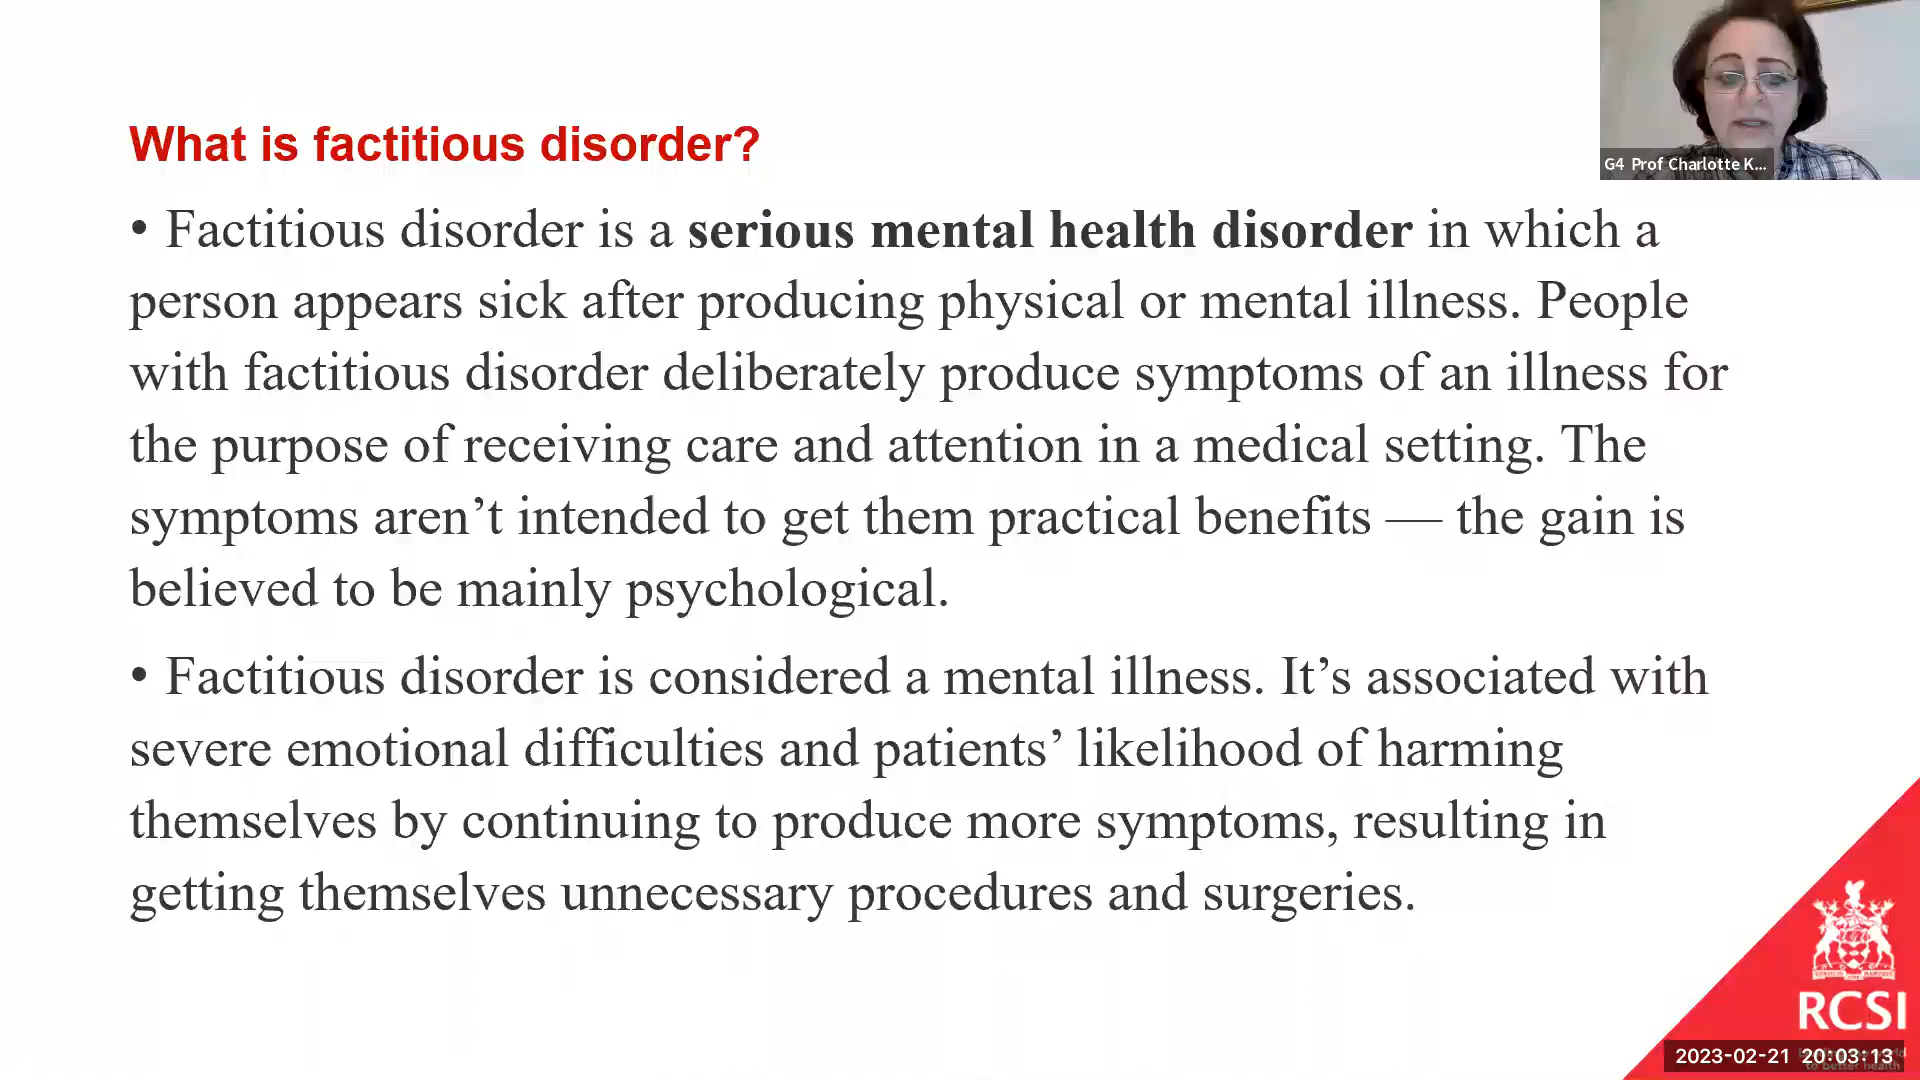 What is factitious disorder?
• Factitious disorder is a serious mental health disorder in which a
person appears sick after producing physical or mental illness. People
with factitious disorder deliberately produce symptoms of an illness for
the purpose of receiving care and attention in a medical setting. The
symptoms aren’t intended to get them practical benefits — the gain is
believed to be mainly psychological.
• Factitious disorder is considered a mental illness. It’s associated with
severe emotional difficulties and patients’ likelihood of harming
themselves by continuing to produce more symptoms, resulting in
getting themselves unnecessary procedures and surgeries.
G4 Prof Charlotte K...
RCSI
2023-02-21 20:03:13
to better health